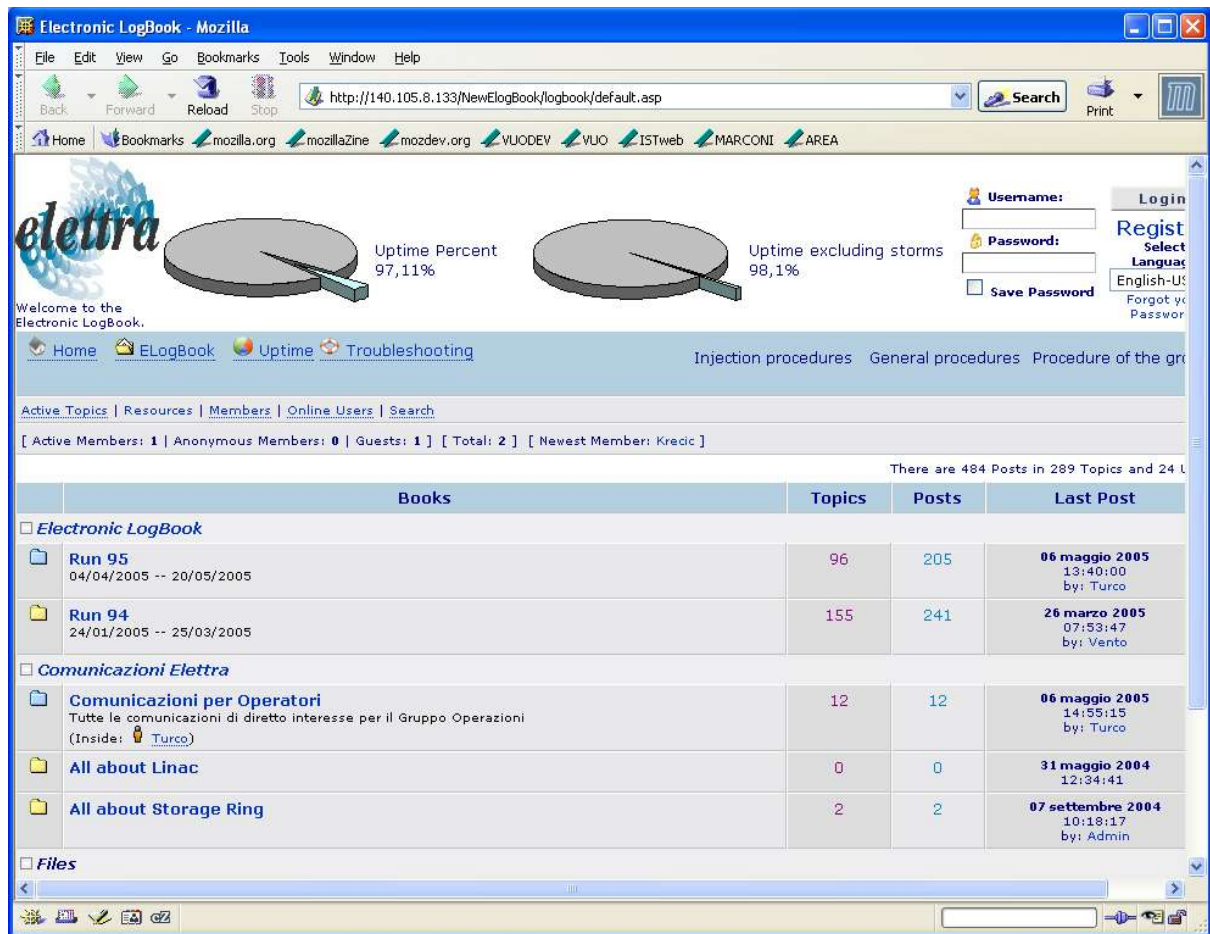 Electronic LogBook - Mozilla
File Edit View Go Bookmarks Tools Window Help
Back Forward Reload Stop
http://140.105.8.133/NewElogBook/logbook/default.asp
Search Print
Home Bookmarks mozilla.org mozillaZine mozdev.org VUODEV VUO ISTweb MARCONI AREA
elettra
Welcome to the
Electronic LogBook.
Uptime Percent
97,11%
Uptime excluding storms
98,1%
Username:
Password:
Save Password
Login
Regist
Select
Languag
English-US
Forgot yo
Passwor
Home ELogBook Uptime Troubleshooting
Injection procedures General procedures Procedure of the gro
Active Topics | Resources | Members | Online Users | Search
[ Active Members: 1 | Anonymous Members: 0 | Guests: 1 ] [ Total: 2 ] [ Newest Member: Krecic ]
There are 484 Posts in 289 Topics and 24 U
Books Topics Posts Last Post
Electronic LogBook
Run 95
04/04/2005 -- 20/05/2005
96 205
06 maggio 2005
13:40:00
by: Turco
Run 94
24/01/2005 -- 25/03/2005
155 241
26 marzo 2005
07:53:47
by: Vento
Comunicazioni Elettra
Comunicazioni per Operatori
Tutte le comunicazioni di diretto interesse per il Gruppo Operazioni
(Inside: Turco)
12 12
06 maggio 2005
14:55:15
by: Turco
All about Linac
0 0
31 maggio 2004
12:34:41
All about Storage Ring
2 2
07 settembre 2004
10:18:17
by: Admin
Files